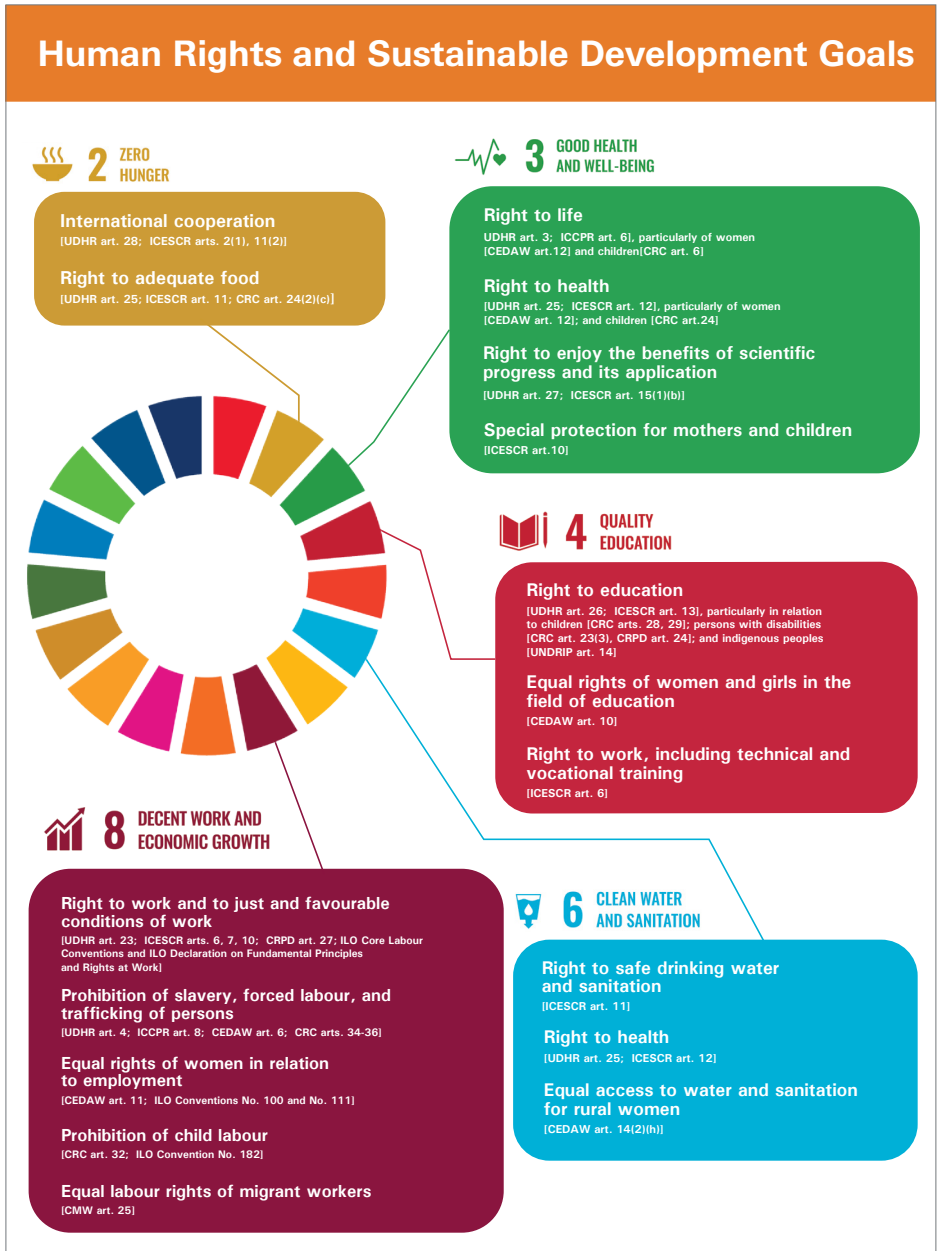 Human Rights and Sustainable Development Goals
2
ZERO
HUNGER
International cooperation
[UDHR art. 28; ICESCR arts. 2(1), 11(2)]
Right to adequate food
[UDHR art. 25; ICESCR art. 11; CRC art. 24(2)(c)]
3
GOOD HEALTH
AND WELL-BEING
Right to life
UDHR art. 3; ICCPR art. 6], particularly of women
[CEDAW art.12] and children[CRC art. 6]
Right to health
[UDHR art. 25; ICESCR art. 12], particularly of women
[CEDAW art. 12]; and children [CRC art.24]
Right to enjoy the benefits of scientific
progress and its application
[UDHR art. 27; ICESCR art. 15(1)(b)]
Special protection for mothers and children
[ICESCR art.10]
4
QUALITY
EDUCATION
Right to education
[UDHR art. 26; ICESCR art. 13], particularly in relation
to children [CRC arts. 28, 29]; persons with disabilities
[CRC art. 23(3), CRPD art. 24]; and indigenous peoples
[UNDRIP art. 14]
Equal rights of women and girls in the
field of education
[CEDAW art. 10]
Right to work, including technical and
vocational training
[ICESCR art. 6]
8
DECENT WORK AND
ECONOMIC GROWTH
Right to work and to just and favourable
conditions of work
[UDHR art. 23; ICESCR arts. 6, 7, 10; CRPD art. 27; ILO Core Labour
Conventions and ILO Declaration on Fundamental Principles
and Rights at Work]
Prohibition of slavery, forced labour, and
trafficking of persons
[UDHR art. 4; ICCPR art. 8; CEDAW art. 6; CRC arts. 34-36]
Equal rights of women in relation
to employment
[CEDAW art. 11; ILO Conventions No. 100 and No. 111]
Prohibition of child labour
[CRC art. 32; ILO Convention No. 182]
Equal labour rights of migrant workers
[CMW art. 25]
6
CLEAN WATER
AND SANITATION
Right to safe drinking water
and sanitation
[ICESCR art. 11]
Right to health
[UDHR art. 25; ICESCR art. 12]
Equal access to water and sanitation
for rural women
[CEDAW art. 14(2)(h)]